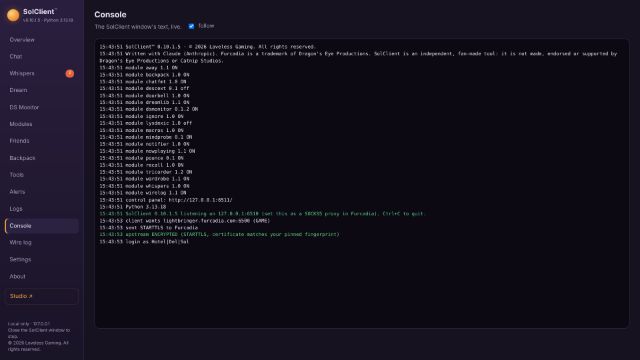 SolClient™
v0.10.1.5 · Python 3.13.18
Overview
Chat
Whispers
Dream
DS Monitor
Modules
Friends
Backpack
Tools
Alerts
Logs
Console
Wire log
Settings
About
Studio ↗
Local only · 127.0.0.1
Close the SolClient window to stop.
© 2026 Loveless Gaming. All rights reserved.
Console
The SolClient window's text, live.
follow
15:43:51 SolClient™ 0.10.1.5 - © 2026 Loveless Gaming. All rights reserved.
15:43:51 Written with Claude (Anthropic). Furcadia is a trademark of Dragon's Eye Productions. SolClient is an independent, fan-made tool: it is not made, endorsed or supported by
Dragon's Eye Productions or Catnip Studios.
15:43:51 module away 1.1 ON
15:43:51 module backpack 1.0 ON
15:43:51 module chatfmt 1.0 ON
15:43:51 module descext 0.1 off
15:43:51 module doorbell 1.0 ON
15:43:51 module dreamlib 1.1 ON
15:43:51 module dsmonitor 0.1.2 ON
15:43:51 module ignore 1.0 ON
15:43:51 module lysdexic 1.0 off
15:43:51 module macros 1.0 ON
15:43:51 module mindprobe 0.1 ON
15:43:51 module notifier 1.0 ON
15:43:51 module nowplaying 1.1 ON
15:43:51 module pounce 0.1 ON
15:43:51 module recall 1.0 ON
15:43:51 module tricorder 1.2 ON
15:43:51 module wardrobe 1.1 ON
15:43:51 module whispers 1.0 ON
15:43:51 module wirelog 1.1 ON
15:43:51 control panel: http://127.0.0.1:6511/
15:43:51 Python 3.13.18
15:43:51 SolClient 0.10.1.5 listening on 127.0.0.1:6510 (set this as a SOCKS5 proxy in Furcadia). Ctrl+C to quit.
15:43:53 client wants lightbringer.furcadia.com:6500 (GAME)
15:43:53 sent STARTTLS to Furcadia
15:43:53 upstream ENCRYPTED (STARTTLS, certificate matches your pinned fingerprint)
15:43:53 login as Hotel|Del|Sol